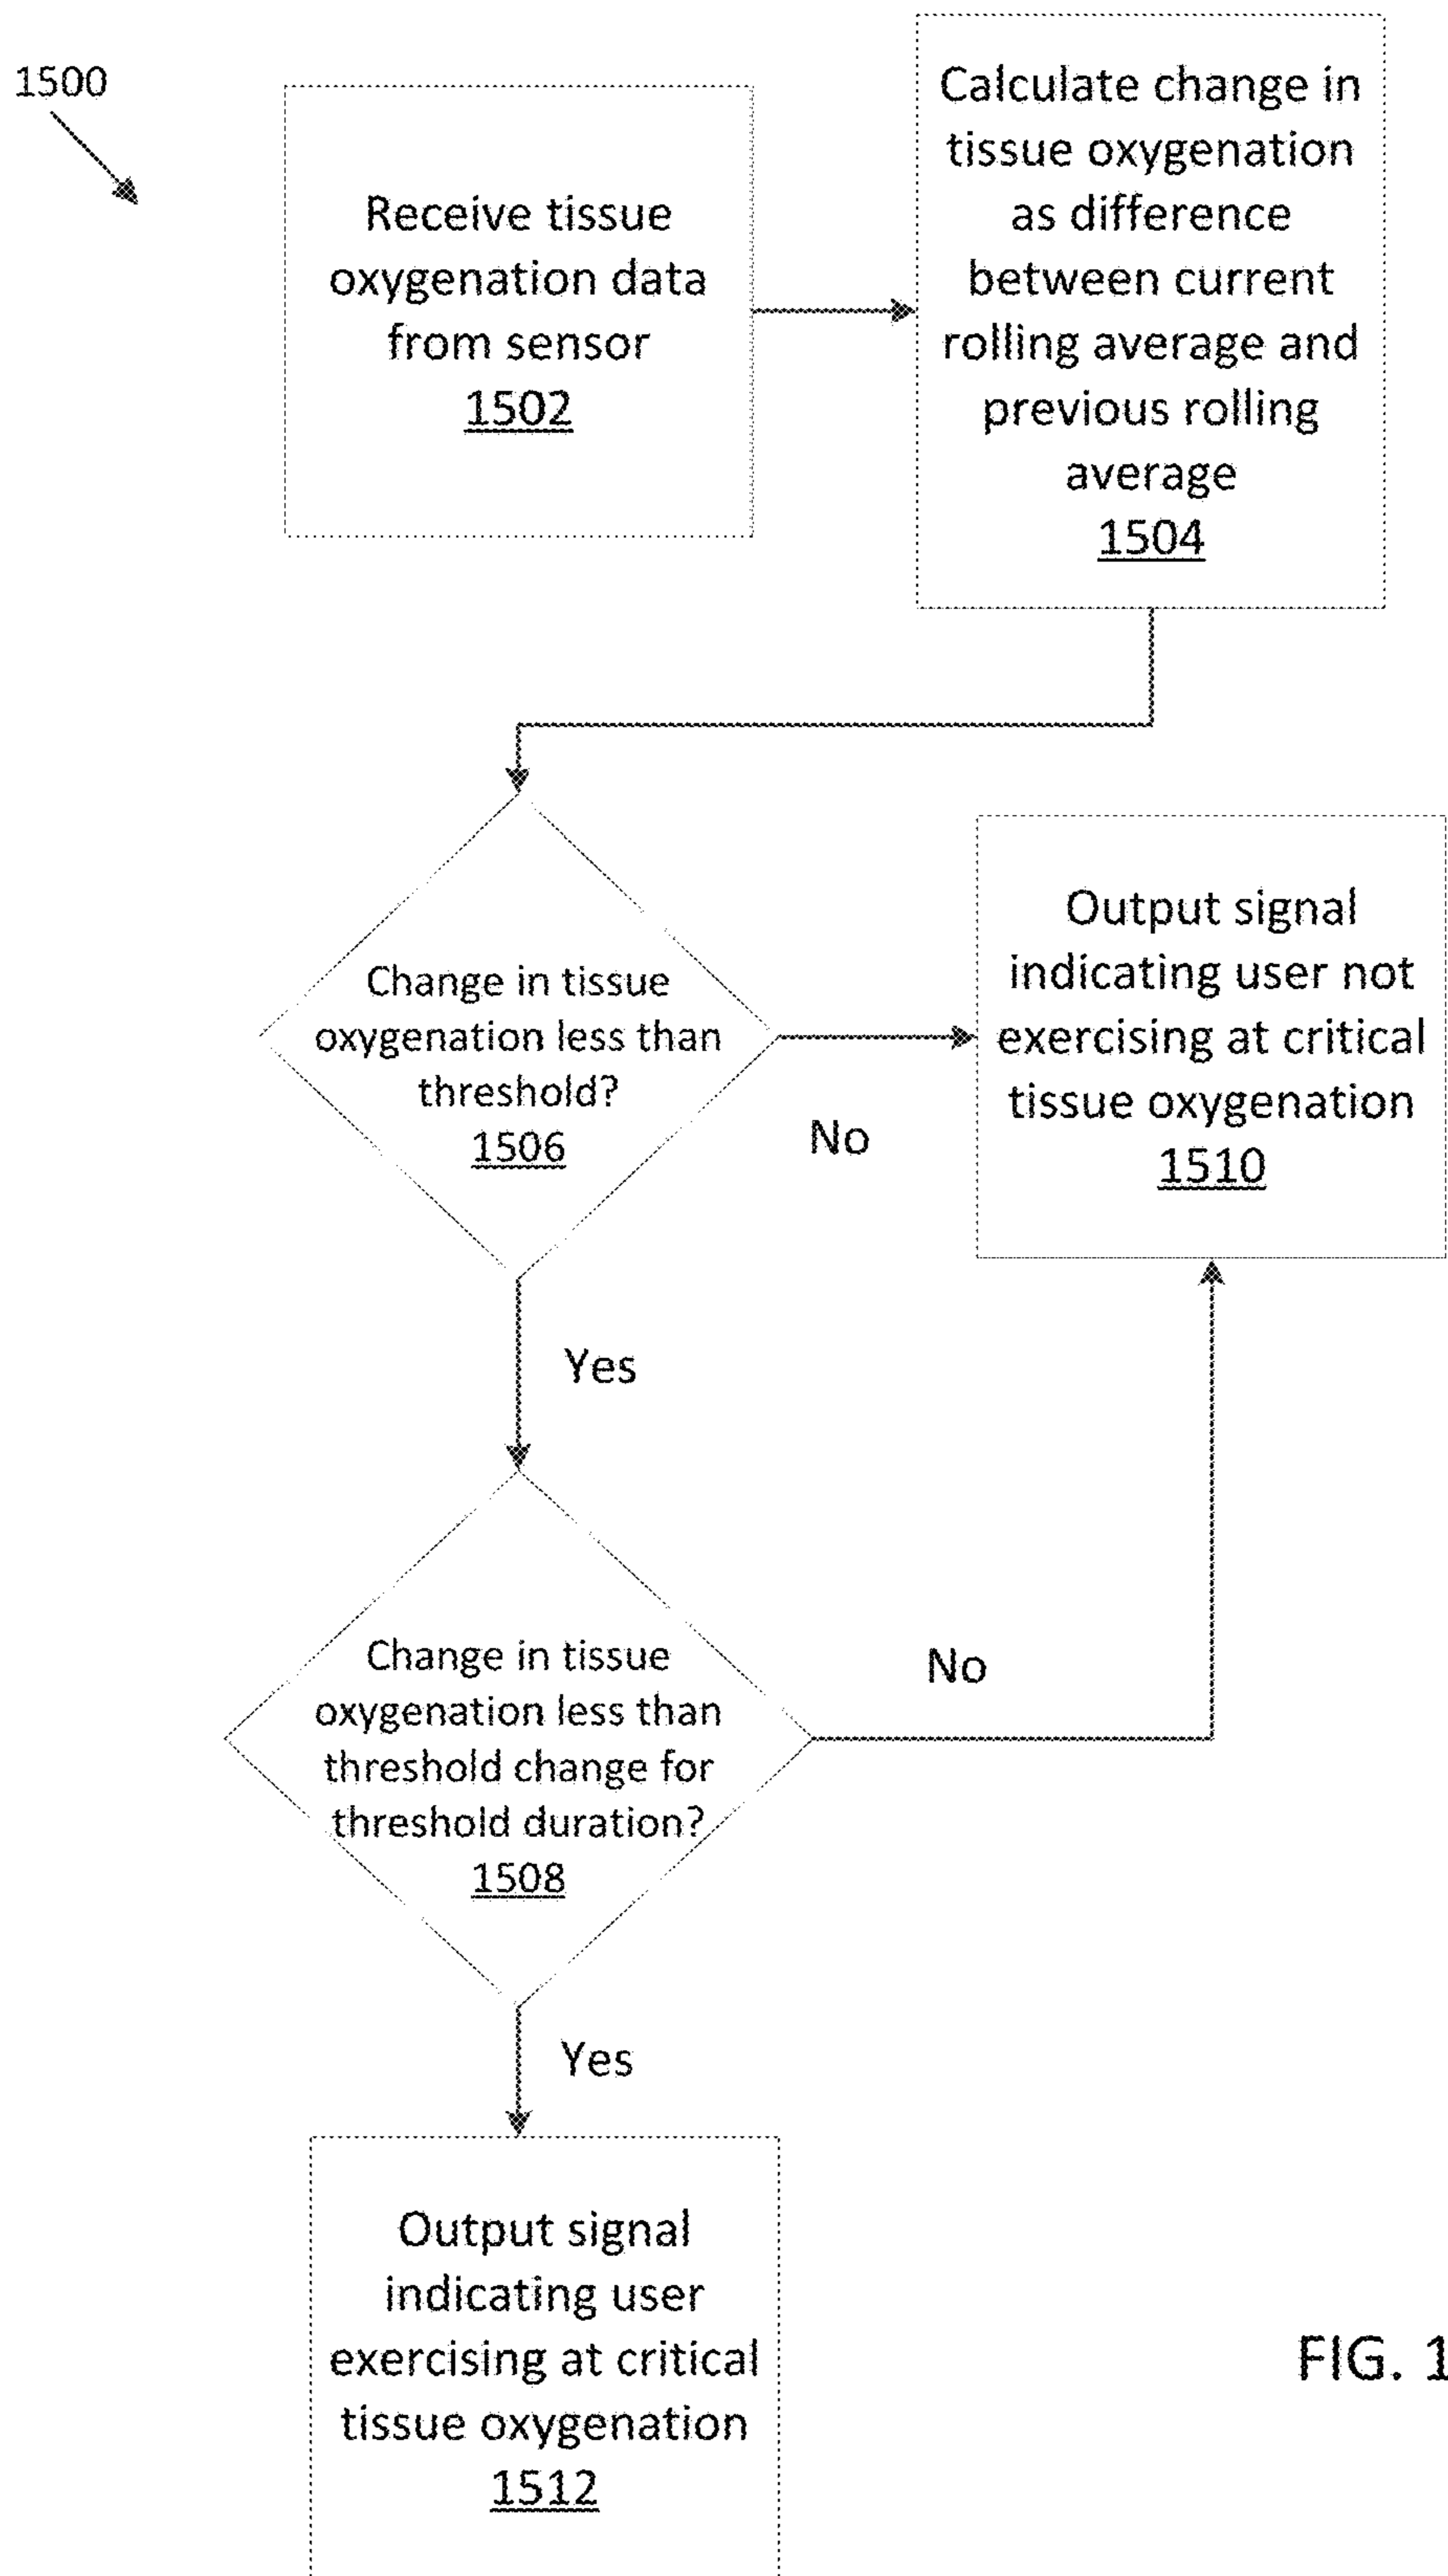 1500
Receive tissue
oxygenation data
from sensor
1502
Calculate change in
tissue oxygenation
as difference
between current
rolling average and
previous rolling
average
1504
Change in tissue
oxygenation less than
threshold?
1506
No
Output signal
indicating user not
exercising at critical
tissue oxygenation
1510
Yes
Change in tissue
oxygenation less than
threshold change for
threshold duration?
1508
No
Yes
Output signal
indicating user
exercising at critical
tissue oxygenation
1512
FIG. 1